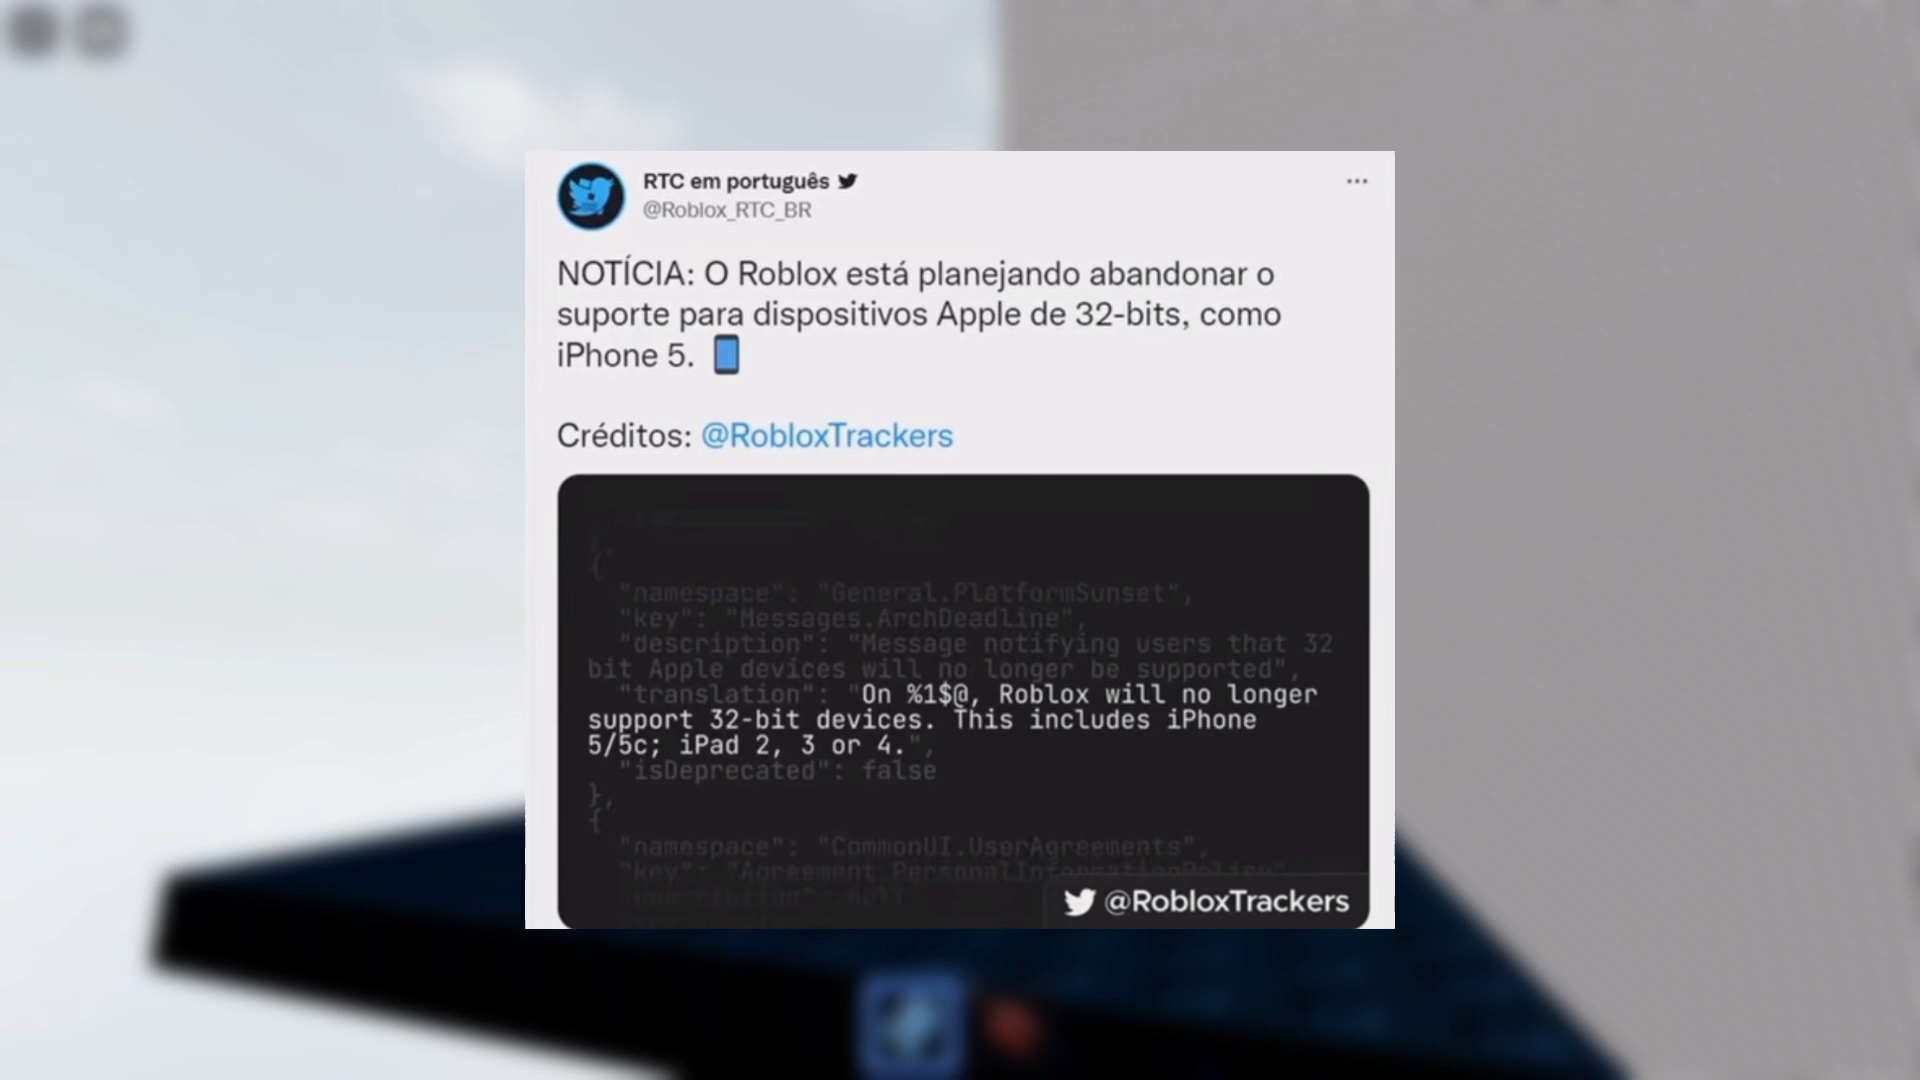 RTC em português
@Roblox_RTC_BR
NOTÍCIA: O Roblox está planejando abandonar o
suporte para dispositivos Apple de 32-bits, como
iPhone 5.
Créditos: @RobloxTrackers
{
"namespace": "General.PlatformSunset",
"key": "Messages.ArchDeadline",
"description": "Message notifying users that 32
bit Apple devices will no longer be supported",
"translation": "On %1$@, Roblox will no longer
support 32-bit devices. This includes iPhone
5/5c; iPad 2, 3 or 4.",
"isDeprecated": false
},
{
"namespace": "CommonUI.UserAgreements",
"key": "Agreement.PersonalInformationPolicy"
@RobloxTrackers